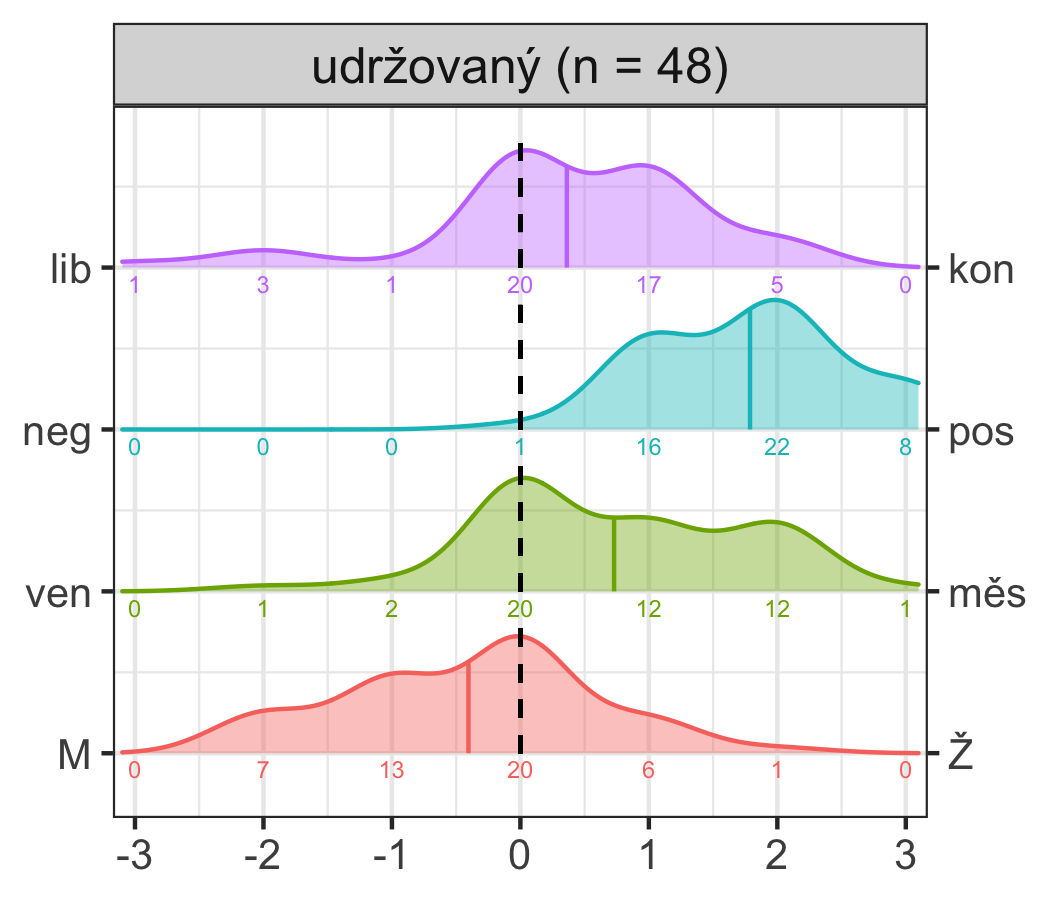 udržovaný (n = 48)
lib kon
1 3 1 20 17 5 0
neg pos
0 0 0 1 16 22 8
ven měs
0 1 2 20 12 12 1
M Ž
0 7 13 20 6 1 0
-3 -2 -1 0 1 2 3